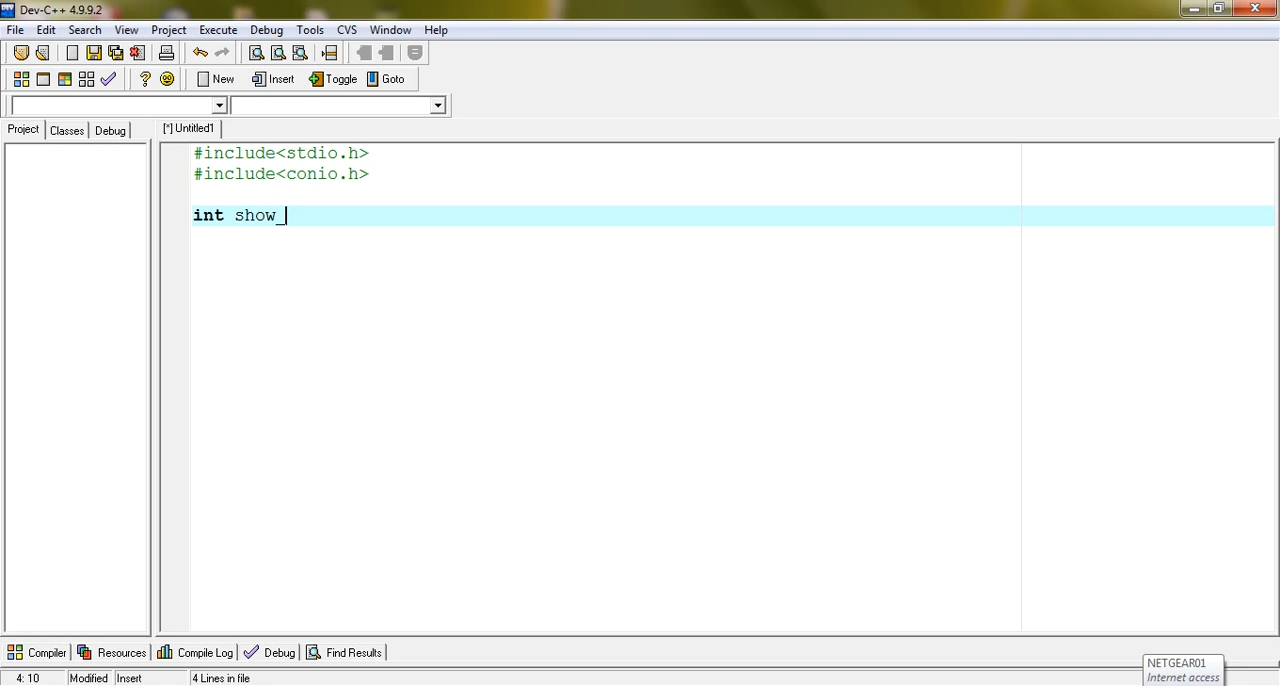 Dev-C++ 4.9.9.2
File Edit Search View Project Execute Debug Tools CVS Window Help
New Insert Toggle Goto
Project Classes Debug [*] Untitled1
#include<stdio.h>
#include<conio.h>
int show_
Compiler Resources Compile Log Debug Find Results
4: 10 Modified Insert 4 Lines in file
NETGEAR01
Internet access